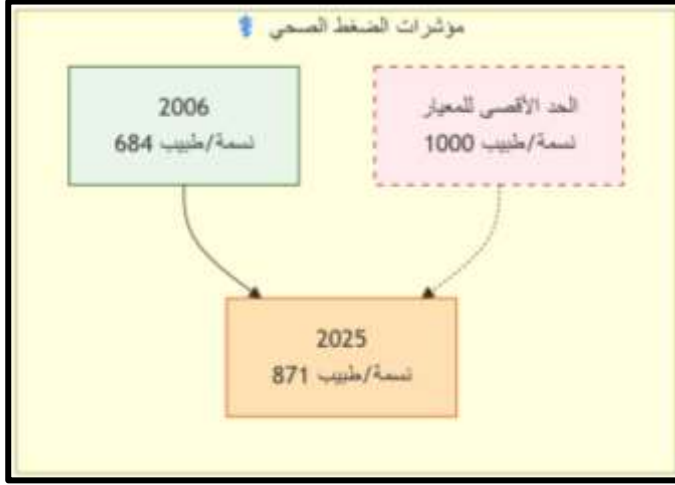 مؤشرات الضغط الصحي
الحد الأقصى للمعيار
1000 نسمة/طبيب
2006
684 نسمة/طبيب
2025
871 نسمة/طبيب